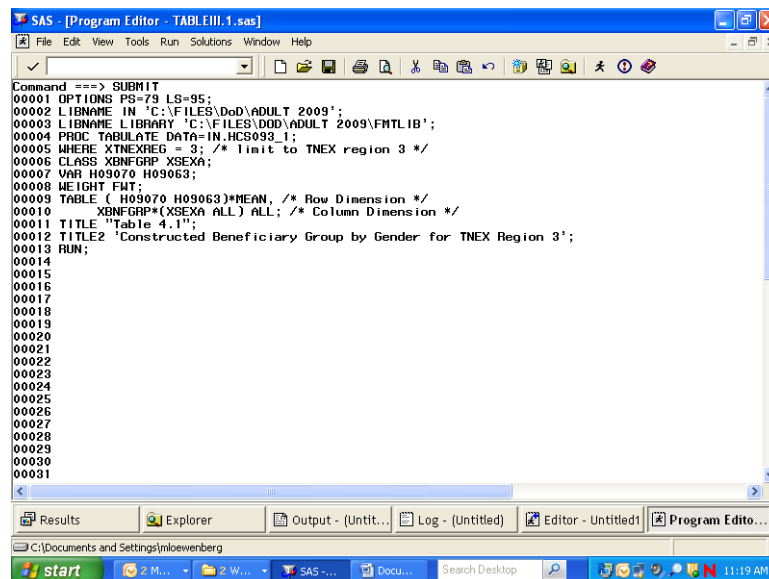 SAS - [Program Editor - TABLEIII.1.sas]
File Edit View Tools Run Solutions Window Help
Command ===> SUBMIT
00001 OPTIONS PS=79 LS=95;
00002 LIBNAME IN 'C:\FILES\DoD\ADULT 2009';
00003 LIBNAME LIBRARY 'C:\FILES\DOD\ADULT 2009\FMTLIB';
00004 PROC TABULATE DATA=IN.HCS093_1;
00005 WHERE XTNEXREG = 3; /* limit to TNEX region 3 */
00006 CLASS XBNFGRP XSEXA;
00007 VAR H09070 H09063;
00008 WEIGHT FWT;
00009 TABLE ( H09070 H09063)*MEAN, /* Row Dimension */
00010 XBNFGRP*(XSEXA ALL) ALL; /* Column Dimension */
00011 TITLE "Table 4.1";
00012 TITLE2 'Constructed Beneficiary Group by Gender for TNEX Region 3';
00013 RUN;
00014
00015
00016
00017
00018
00019
00020
00021
00022
00023
00024
00025
00026
00027
00028
00029
00030
00031
Results Explorer Output - (Untit... Log - (Untitled) Editor - Untitled1 Program Edito...
C:\Documents and Settings\mloewenberg
start 2 M... 2 W... SAS -... Docu... Search Desktop N 11:19 AM